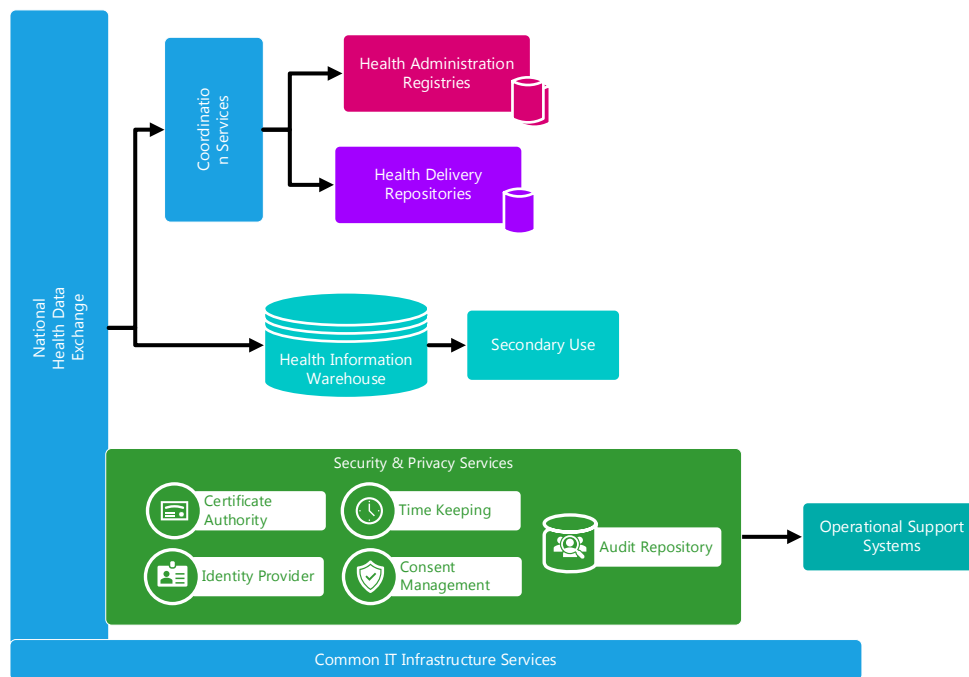 Health Administration
Registries
Coordinatio
n Services
Health Delivery
Repositories
National
Health Data
Exchange
Health Information
Warehouse
Secondary Use
Security & Privacy Services
Certificate
Authority
Time Keeping
Audit Repository
Identity Provider
Consent
Management
Operational Support
Systems
Common IT Infrastructure Services